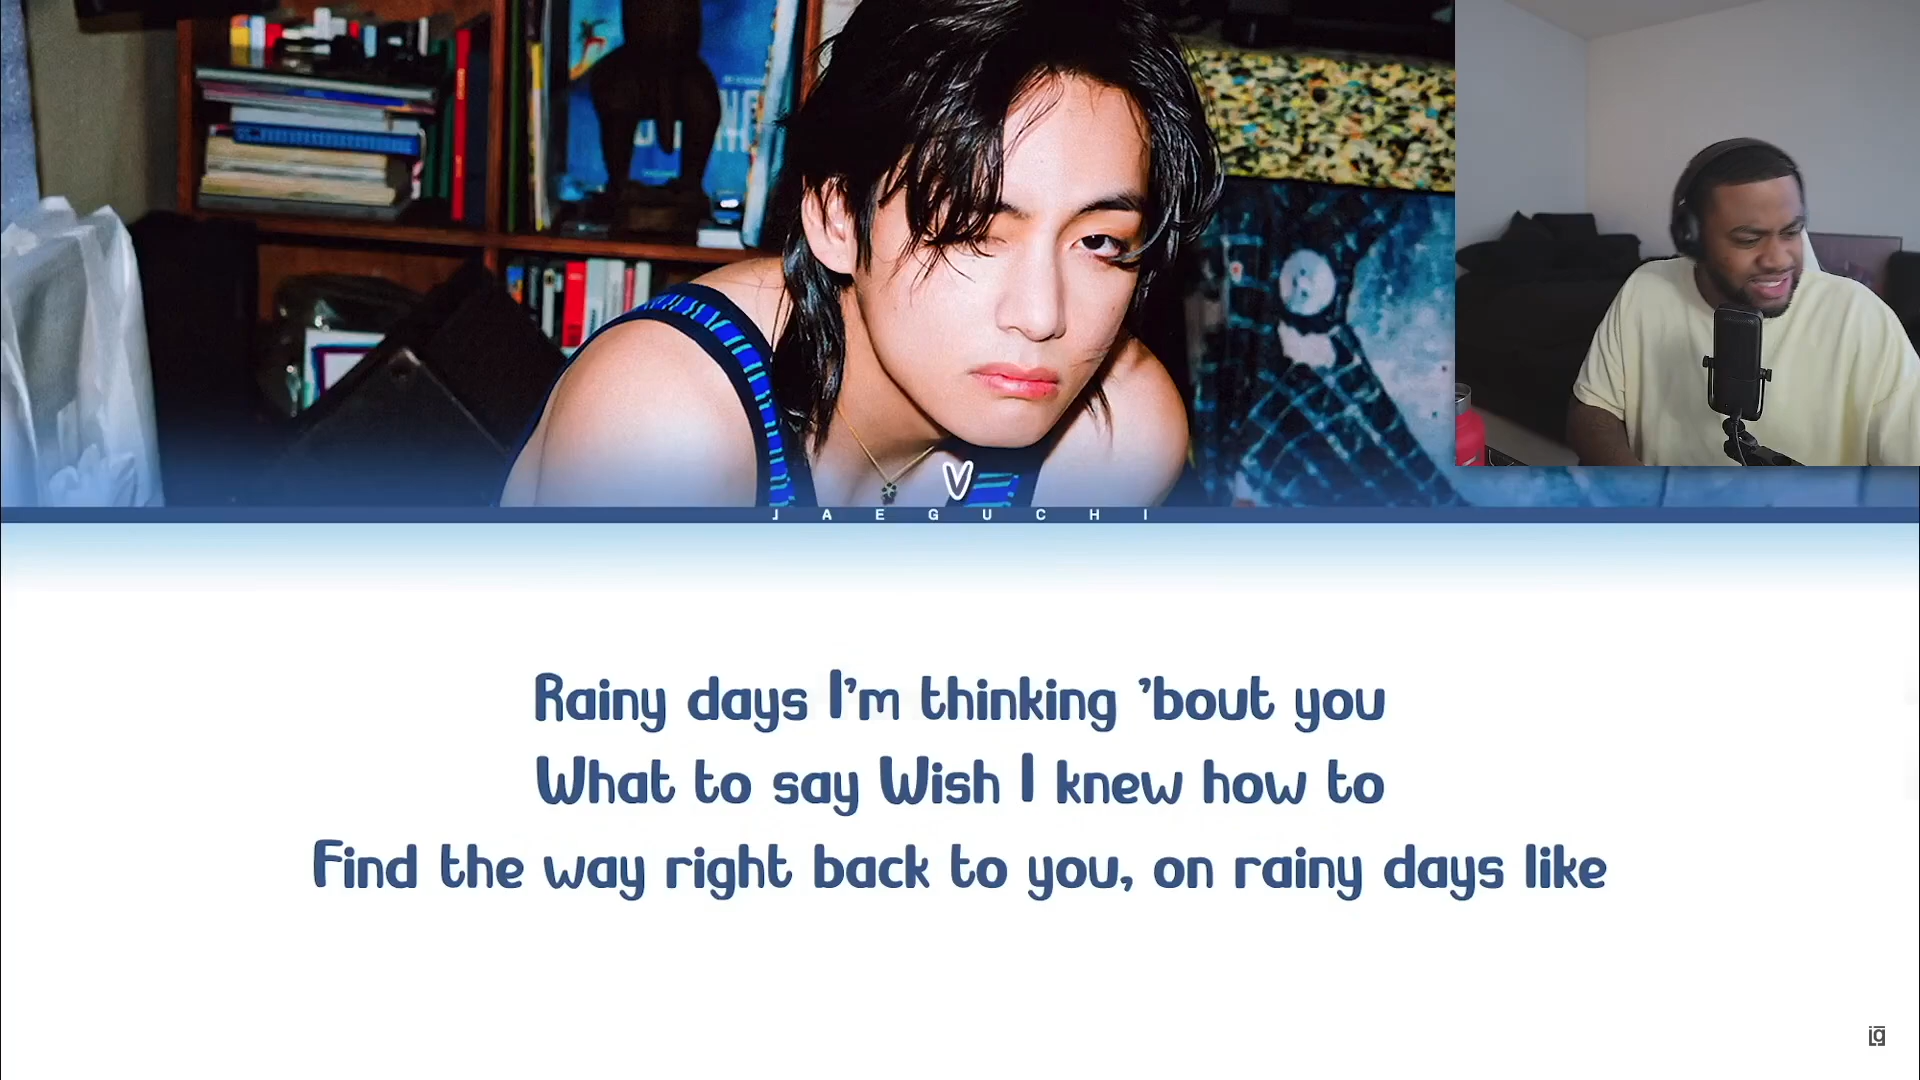 V
JAEGUCHI
Rainy days I'm thinking 'bout you
What to say Wish I knew how to
Find the way right back to you, on rainy days like
jg